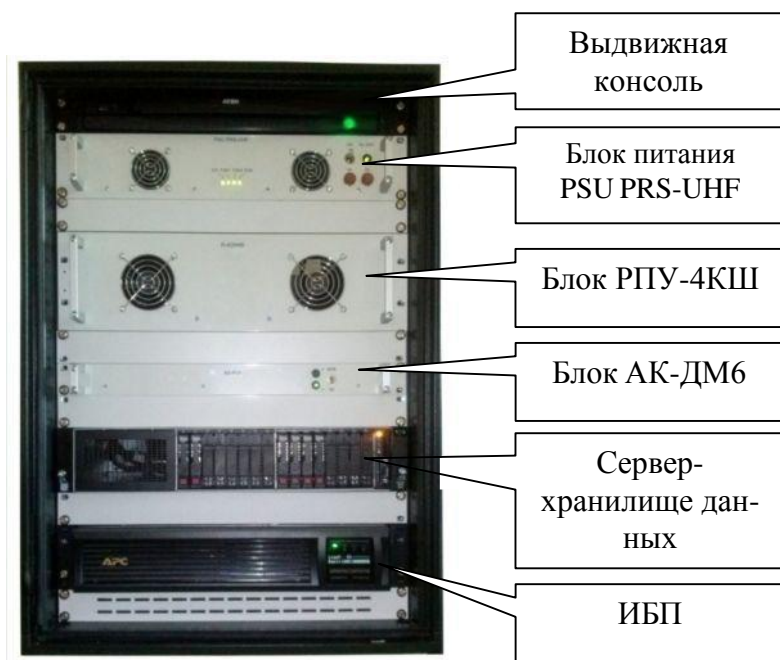 Выдвижная
консоль
Блок питания
PSU PRS-UHF
Блок РПУ-4КШ
Блок АК-ДМ6
Сервер-
хранилище дан-
ных
APC
ИБП